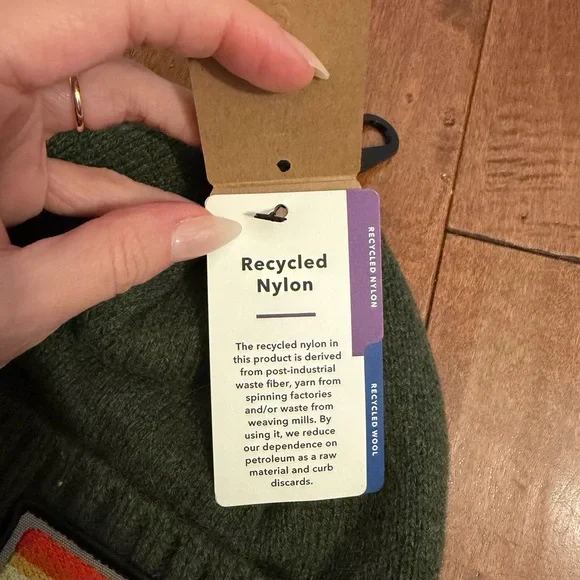 Recycled
Nylon
The recycled nylon in
this product is derived
from post-industrial
waste fiber, yarn from
spinning factories
and/or waste from
weaving mills. By
using it, we reduce
our dependence on
petroleum as a raw
material and curb
discards.
RECYCLED NYLON
RECYCLED WOOL